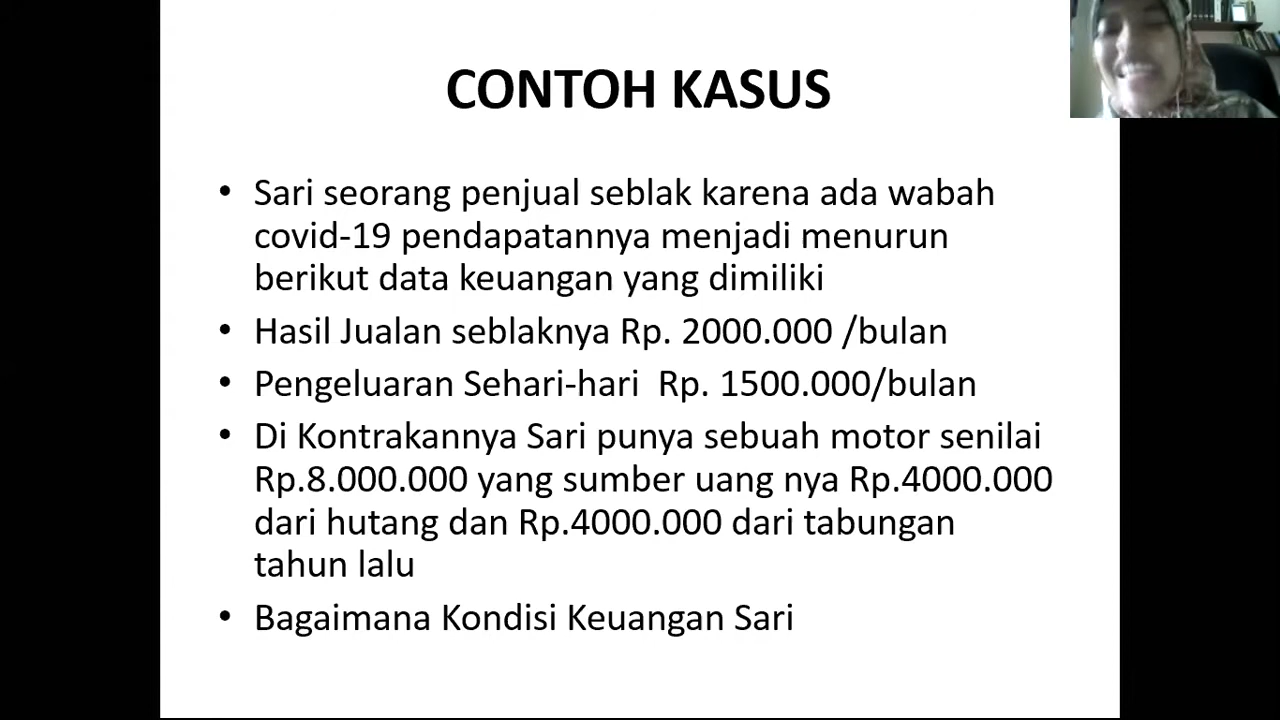 CONTOH KASUS
• Sari seorang penjual seblak karena ada wabah
covid-19 pendapatannya menjadi menurun
berikut data keuangan yang dimiliki
• Hasil Jualan seblaknya Rp. 2000.000 /bulan
• Pengeluaran Sehari-hari  Rp. 1500.000/bulan
• Di Kontrakannya Sari punya sebuah motor senilai
Rp.8.000.000 yang sumber uang nya Rp.4000.000
dari hutang dan Rp.4000.000 dari tabungan
tahun lalu
• Bagaimana Kondisi Keuangan Sari